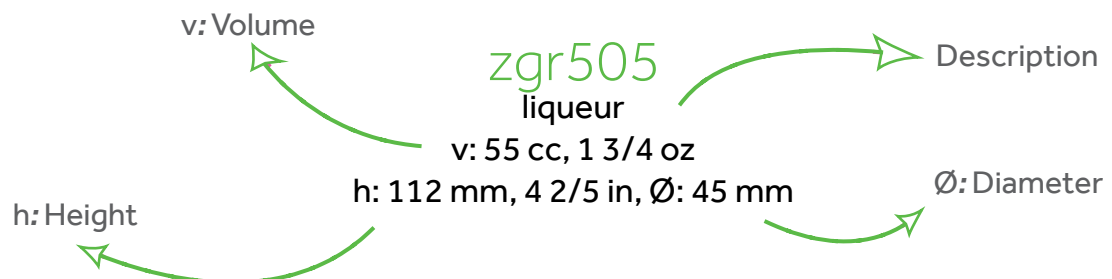 v: Volume
zgr505
Description
liqueur
v: 55 cc, 1 3/4 oz
h: 112 mm, 4 2/5 in, Ø: 45 mm
Ø: Diameter
h: Height